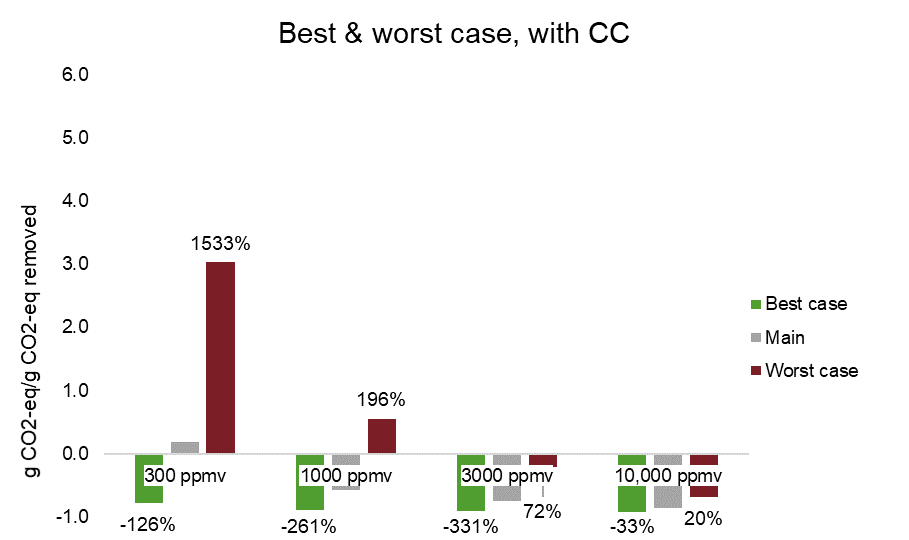 Best & worst case, with CC
6.0
5.0
4.0
3.0
2.0
1.0
0.0
-1.0
g CO2-eq/g CO2-eq removed
1533%
196%
300 ppmv
1000 ppmv
3000 ppmv
10,000 ppmv
-126%
-261%
-331%
72%
-33%
20%
Best case
Main
Worst case